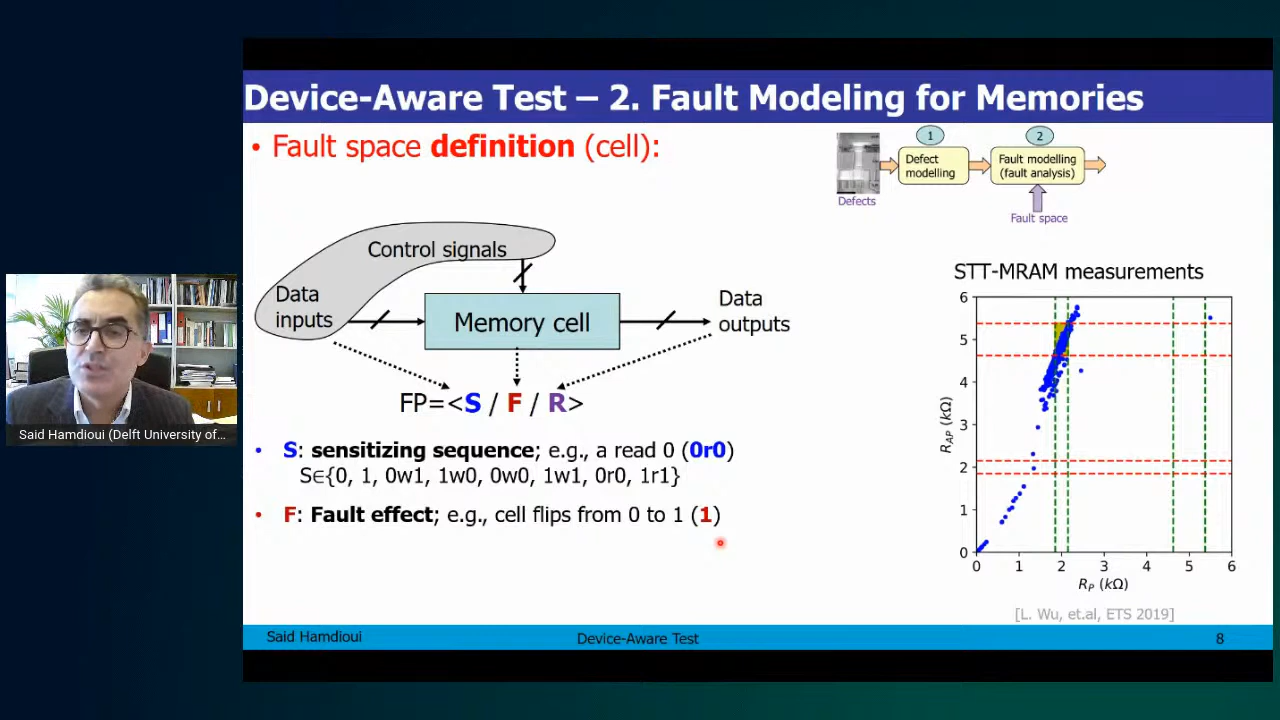 Device-Aware Test – 2. Fault Modeling for Memories
• Fault space definition (cell):
1
2
Defect
modelling
Fault modelling
(fault analysis)
Defects
Fault space
Control signals
Data
inputs
Memory cell
Data
outputs
FP=<S / F / R>
• S: sensitizing sequence; e.g., a read 0 (0r0)
S∈{0, 1, 0w1, 1w0, 0w0, 1w1, 0r0, 1r1}
• F: Fault effect; e.g., cell flips from 0 to 1 (1)
STT-MRAM measurements
6
5
4
3
2
1
0
R_AP (kΩ)
0 1 2 3 4 5 6
R_P (kΩ)
[L. Wu, et.al, ETS 2019]
Said Hamdioui (Delft University of...
Said Hamdioui
Device-Aware Test
8